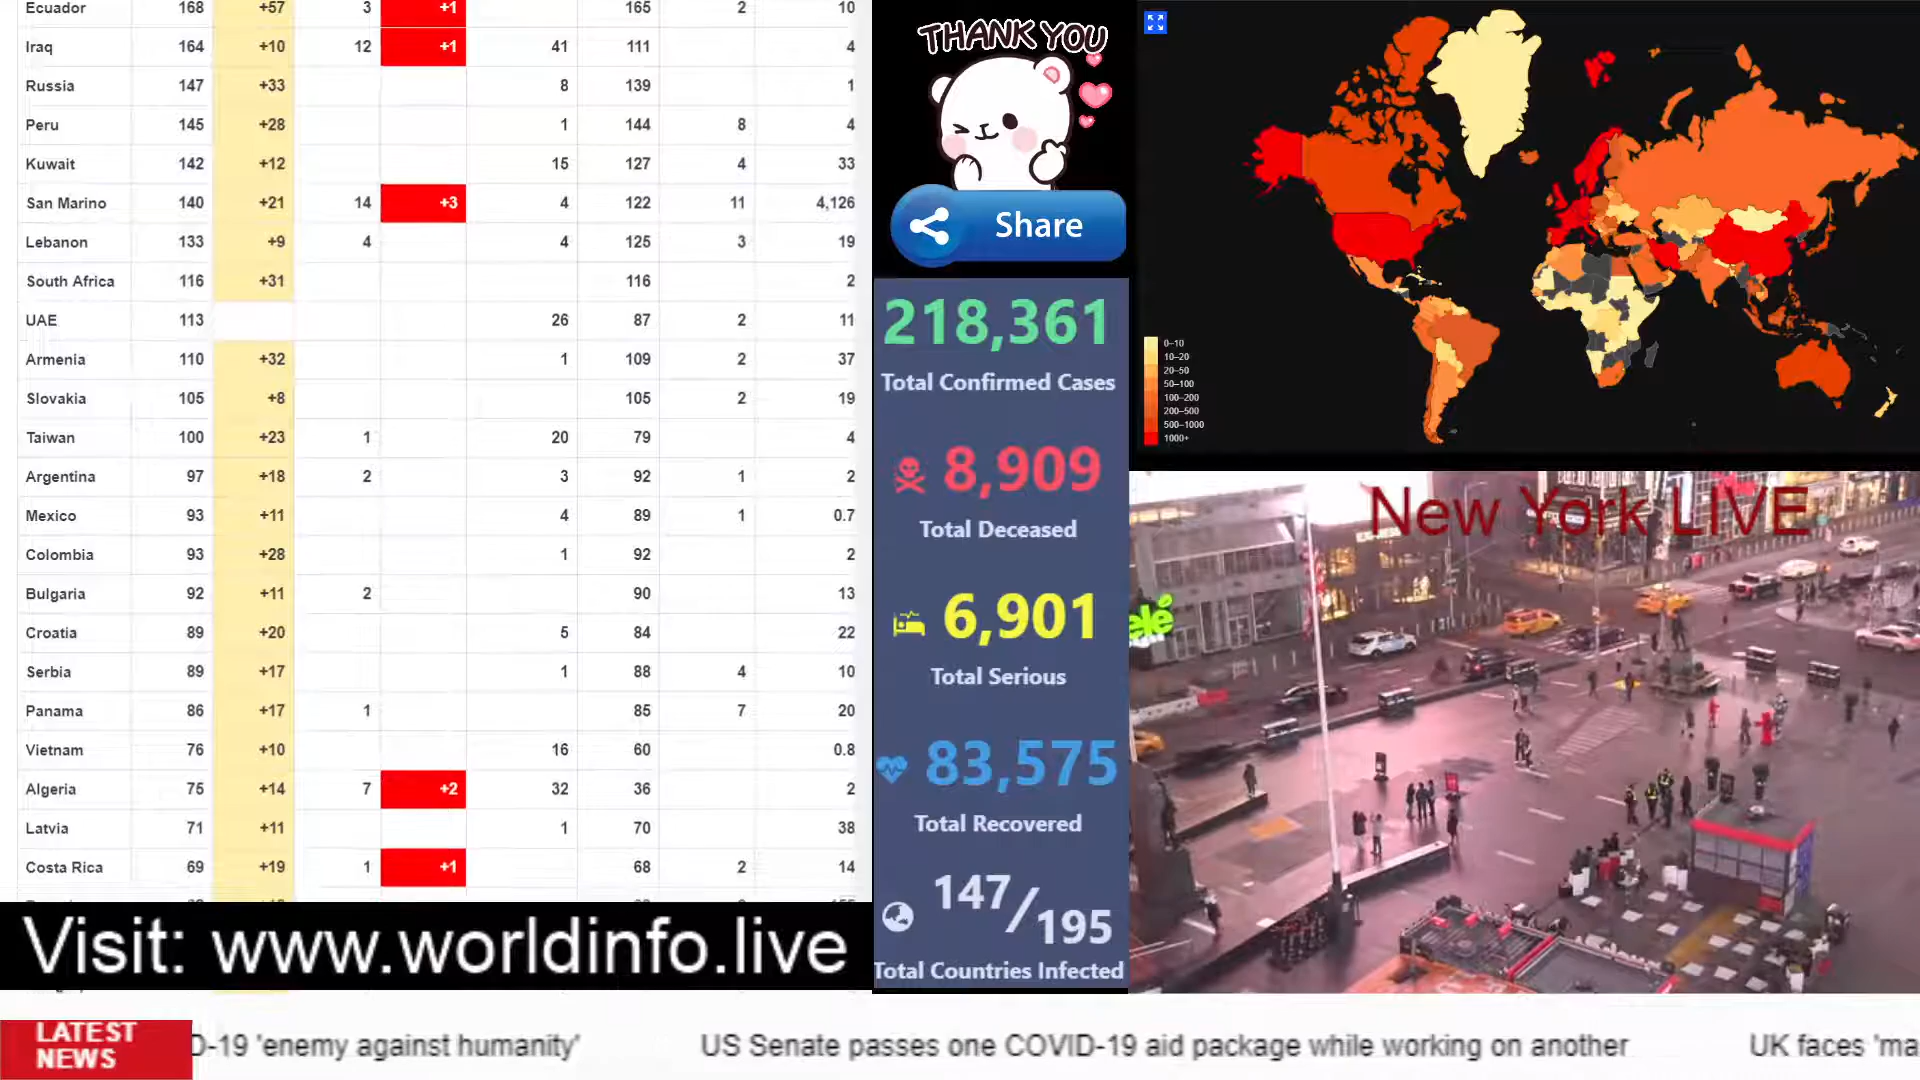 Ecuador 168 +57 3 +1 165 2 10
Iraq 164 +10 12 +1 41 111 4
Russia 147 +33 8 139 1
Peru 145 +28 1 144 8 4
Kuwait 142 +12 15 127 4 33
San Marino 140 +21 14 +3 4 122 11 4,126
Lebanon 133 +9 4 4 125 3 19
South Africa 116 +31 116 2
UAE 113 26 87 2 11
Armenia 110 +32 1 109 2 37
Slovakia 105 +8 105 2 19
Taiwan 100 +23 1 20 79 4
Argentina 97 +18 2 3 92 1 2
Mexico 93 +11 4 89 1 0.7
Colombia 93 +28 1 92 2
Bulgaria 92 +11 2 90 13
Croatia 89 +20 5 84 22
Serbia 89 +17 1 88 4 10
Panama 86 +17 1 85 7 20
Vietnam 76 +10 16 60 0.8
Algeria 75 +14 7 +2 32 36 2
Latvia 71 +11 1 70 38
Costa Rica 69 +19 1 +1 68 2 14
Visit: www.worldinfo.live
THANK YOU
Share
218,361
Total Confirmed Cases
8,909
Total Deceased
6,901
Total Serious
83,575
Total Recovered
147/195
Total Countries Infected
0–10
10–20
20–50
50–100
100–200
200–500
500–1000
1000+
New York LIVE
elé
LATEST
NEWS
D-19 'enemy against humanity' US Senate passes one COVID-19 aid package while working on another UK faces 'ma